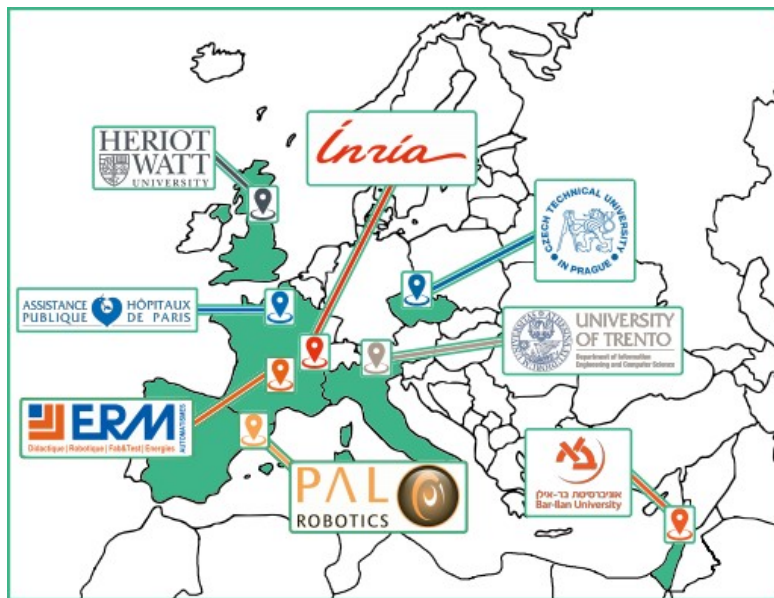 HERIOT
WATT
UNIVERSITY
Inria
CZECH TECHNICAL UNIVERSITY
IN PRAGUE
ASSISTANCE
PUBLIQUE
HÔPITAUX
DE PARIS
UNIVERSITY
OF TRENTO
Department of Information
Engineering and Computer Science
ERM
AUTOMATISMES
Didactique | Robotique | Fab&Test | Energies
PAL
ROBOTICS
בא
אוניברסיטת בר-אילן
Bar-Ilan University